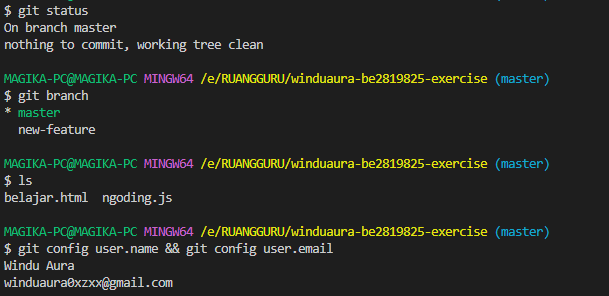 $ git status
On branch master
nothing to commit, working tree clean
MAGIKA-PC@MAGIKA-PC MINGW64 /e/RUANGGURU/winduaura-be2819825-exercise (master)
$ git branch
* master
  new-feature
MAGIKA-PC@MAGIKA-PC MINGW64 /e/RUANGGURU/winduaura-be2819825-exercise (master)
$ ls
belajar.html  ngoding.js
MAGIKA-PC@MAGIKA-PC MINGW64 /e/RUANGGURU/winduaura-be2819825-exercise (master)
$ git config user.name && git config user.email
Windu Aura
winduaura0xzxx@gmail.com